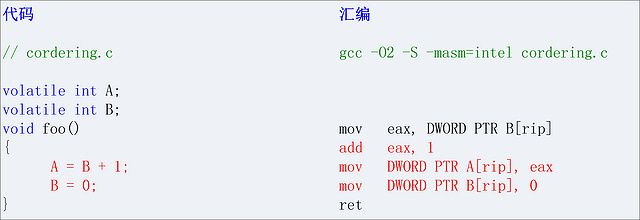 代码 汇编
// cordering.c gcc -O2 -S -masm=intel cordering.c
volatile int A;
volatile int B;
void foo() mov eax, DWORD PTR B[rip]
{ add eax, 1
A = B + 1; mov DWORD PTR A[rip], eax
B = 0; mov DWORD PTR B[rip], 0
} ret